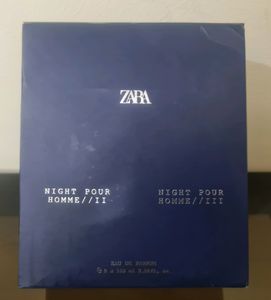 ZARA
NIGHT POUR
HOMME//II
NIGHT POUR
HOMME//III
EAU DE PARFUM